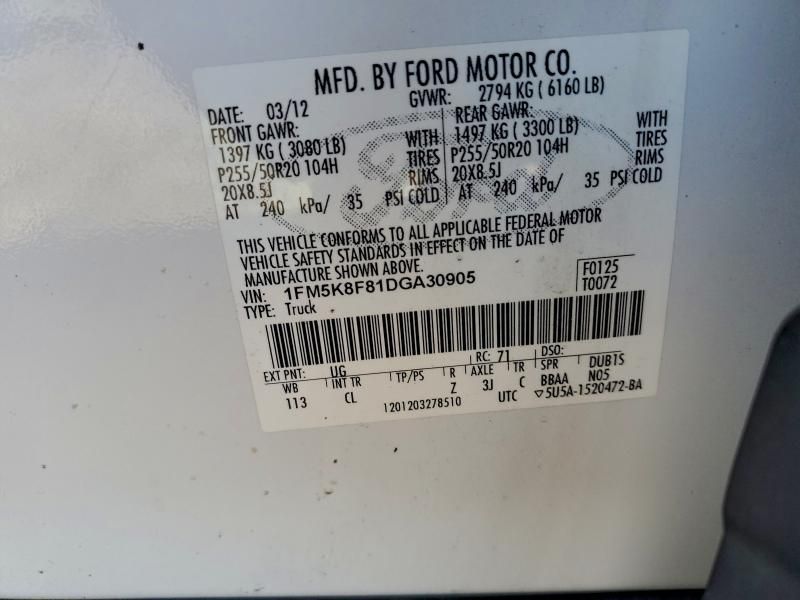 MFD. BY FORD MOTOR CO.
DATE: 03/12 GVWR: 2794 KG ( 6160 LB)
FRONT GAWR: REAR GAWR:
1397 KG ( 3080 LB) WITH 1497 KG ( 3300 LB) WITH
P255/50R20 104H TIRES P255/50R20 104H TIRES
20X8.5J RIMS 20X8.5J RIMS
AT 240 kPa/ 35 PSI COLD AT 240 kPa/ 35 PSI COLD
Ford
THIS VEHICLE CONFORMS TO ALL APPLICABLE FEDERAL MOTOR
VEHICLE SAFETY STANDARDS IN EFFECT ON THE DATE OF
MANUFACTURE SHOWN ABOVE.
VIN: 1FM5K8F81DGA30905 F0125
TYPE: Truck T0072
EXT PNT: UG RC: 71 DSO:
WB INT TR TP/PS R AXLE TR SPR DUB1S
113 CL Z 3J C BBAA N05
1201203278510 UTC ▽5U5A-1520472-BA